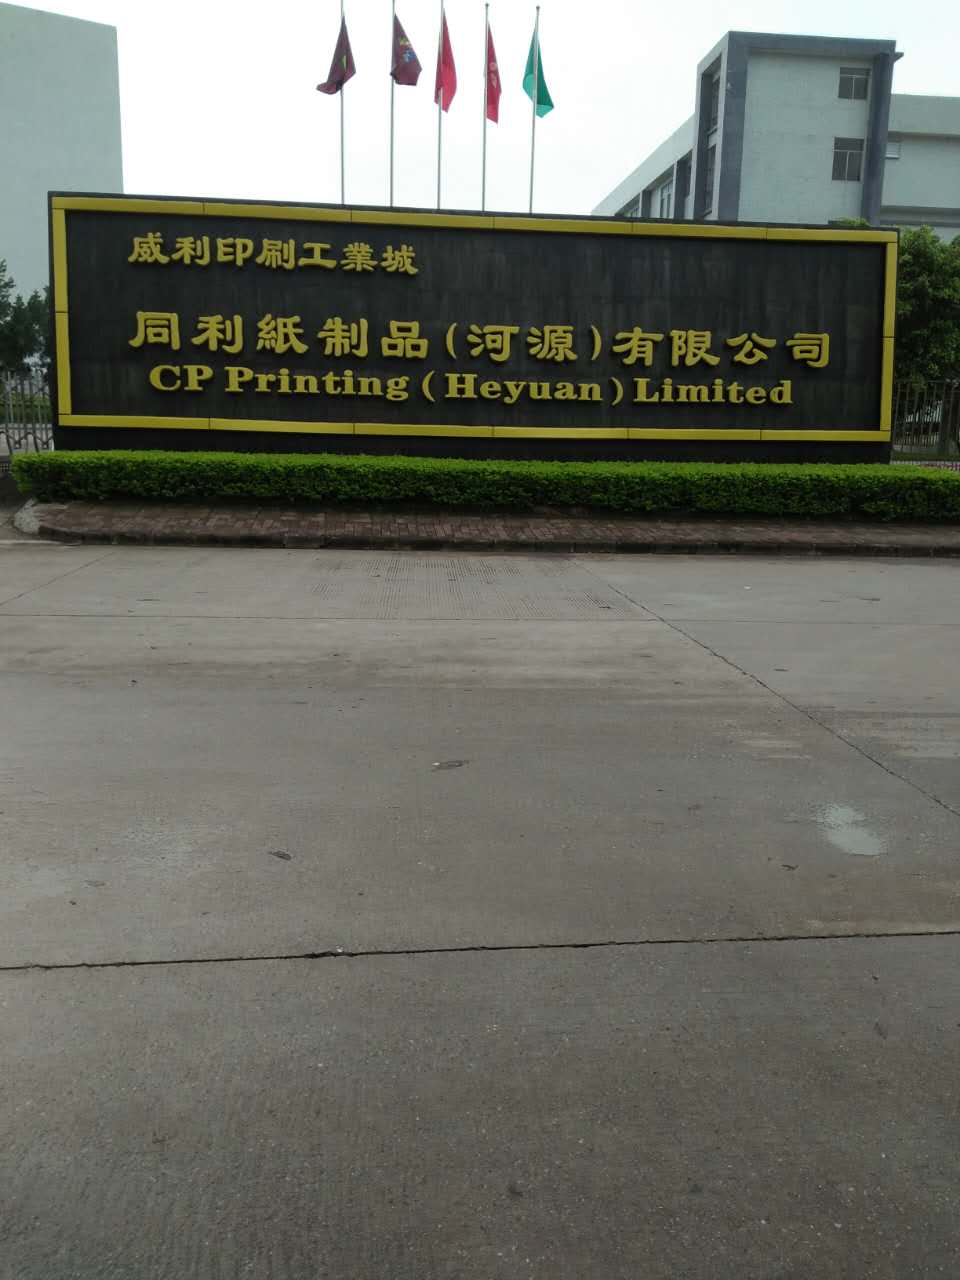 威利印刷工業城
同利紙制品(河源)有限公司
CP Printing (Heyuan) Limited